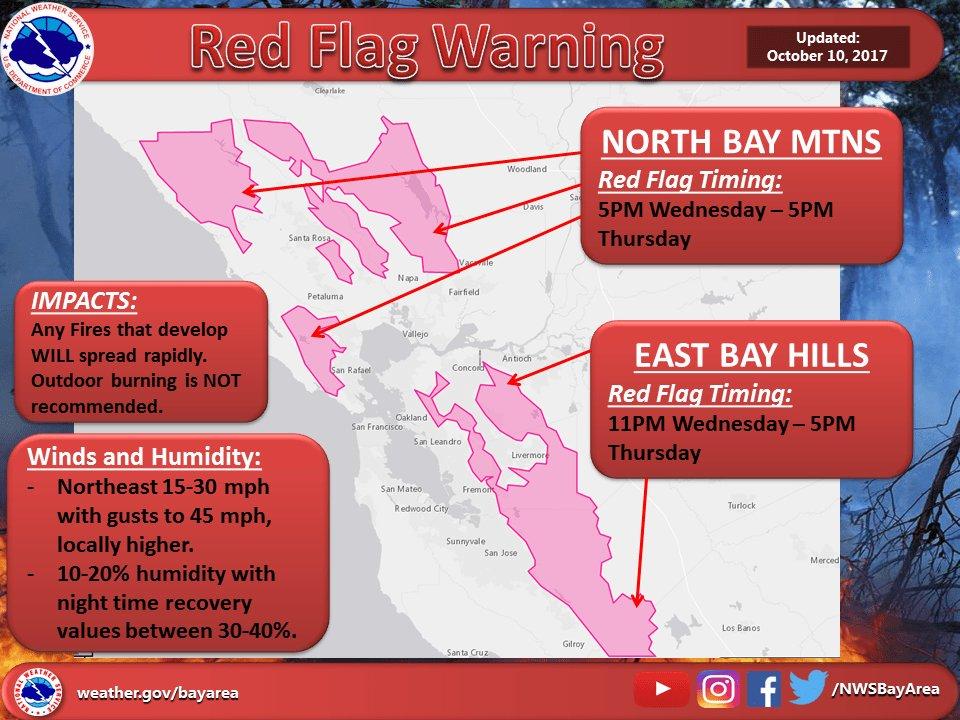 NATIONAL WEATHER SERVICE
U.S. DEPARTMENT OF COMMERCE
Red Flag Warning
Updated:
October 10, 2017
Clearlake
Woodland
Davis
Santa Rosa
Vacaville
Napa
Fairfield
Petaluma
Vallejo
San Rafael
Concord
Antioch
Oakland
San Francisco
San Leandro
Livermore
San Mateo
Fremont
Redwood City
Turlock
Sunnyvale
San Jose
Merced
Los Banos
Gilroy
Santa Cruz
NORTH BAY MTNS
Red Flag Timing:
5PM Wednesday – 5PM
Thursday
IMPACTS:
Any Fires that develop
WILL spread rapidly.
Outdoor burning is NOT
recommended.
EAST BAY HILLS
Red Flag Timing:
11PM Wednesday – 5PM
Thursday
Winds and Humidity:
- Northeast 15-30 mph
with gusts to 45 mph,
locally higher.
- 10-20% humidity with
night time recovery
values between 30-40%.
weather.gov/bayarea
/NWSBayArea